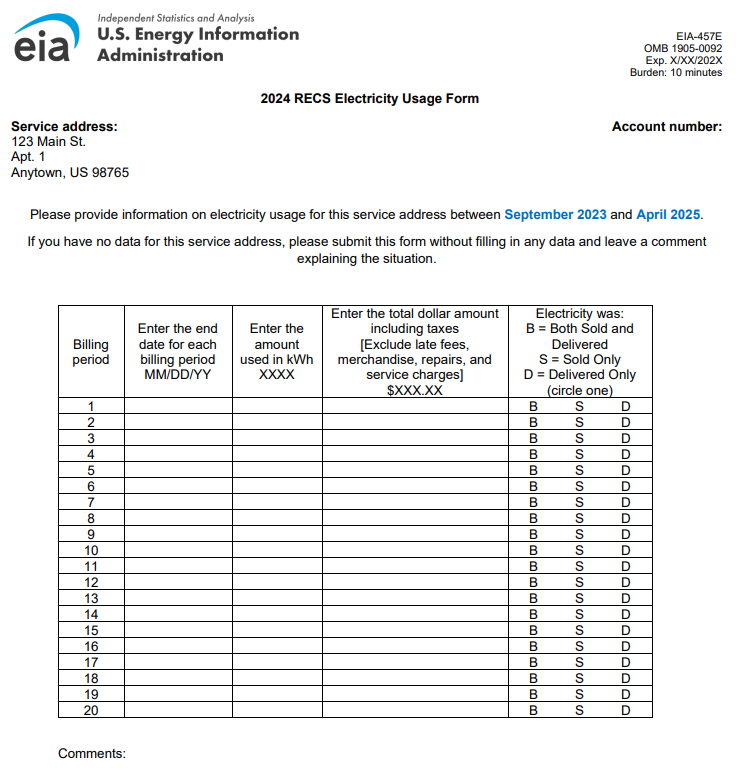 Independent Statistics and Analysis
eia
U.S. Energy Information
Administration
EIA-457E
OMB 1905-0092
Exp. X/XX/202X
Burden: 10 minutes
2024 RECS Electricity Usage Form
Service address:
Account number:
123 Main St.
Apt. 1
Anytown, US 98765
Please provide information on electricity usage for this service address between September 2023 and April 2025.
If you have no data for this service address, please submit this form without filling in any data and leave a comment
explaining the situation.
Billing
period
Enter the end
date for each
billing period
MM/DD/YY
Enter the
amount
used in kWh
XXXX
Enter the total dollar amount
including taxes
[Exclude late fees,
merchandise, repairs, and
service charges]
$XXX.XX
Electricity was:
B = Both Sold and
Delivered
S = Sold Only
D = Delivered Only
(circle one)
1 B S D
2 B S D
3 B S D
4 B S D
5 B S D
6 B S D
7 B S D
8 B S D
9 B S D
10 B S D
11 B S D
12 B S D
13 B S D
14 B S D
15 B S D
16 B S D
17 B S D
18 B S D
19 B S D
20 B S D
Comments: